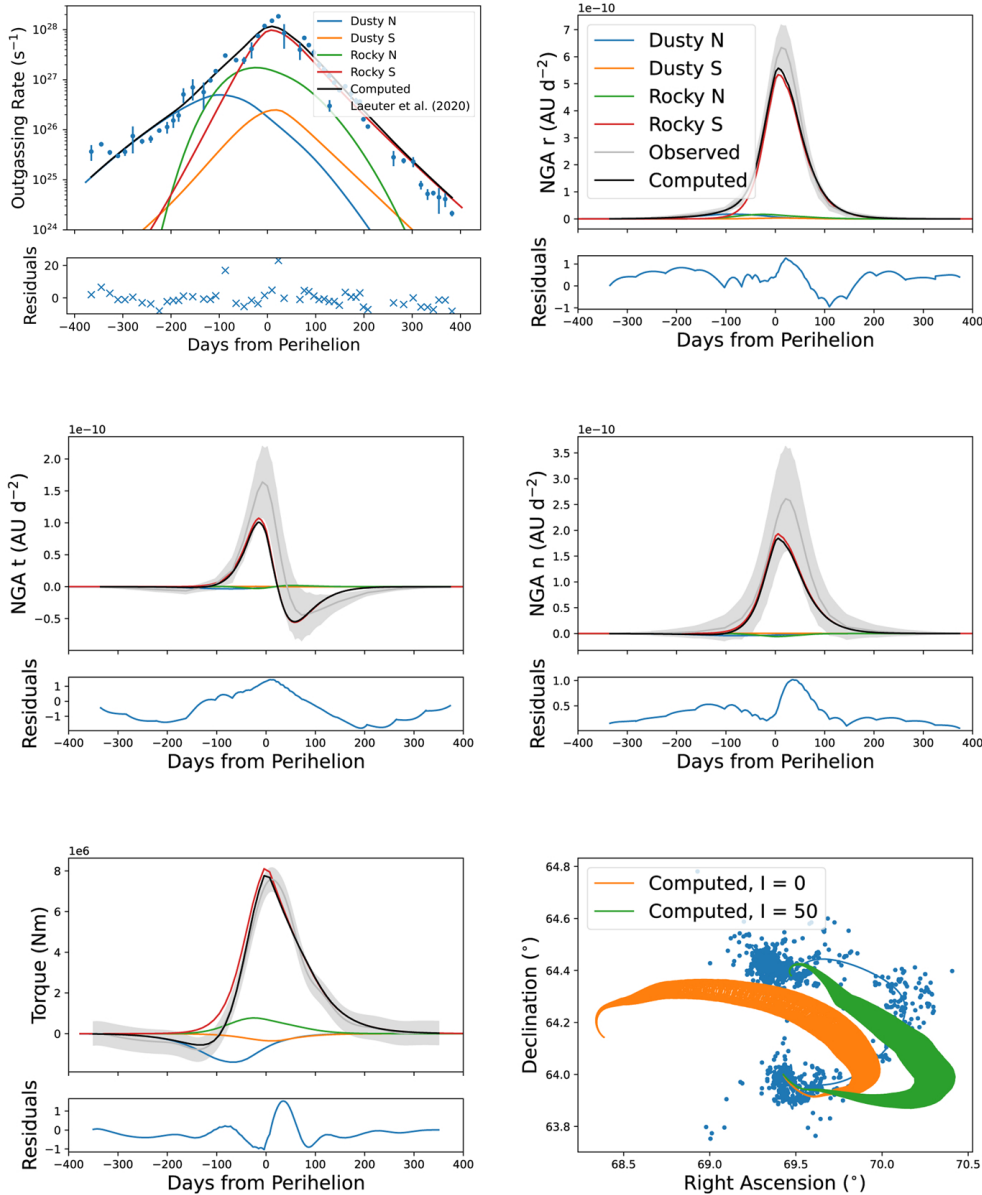 Outgassing Rate (s⁻¹)
10²⁸
10²⁷
10²⁶
10²⁵
10²⁴
Dusty N
Dusty S
Rocky N
Rocky S
Computed
Laeuter et al. (2020)
Residuals
20
0
−400 −300 −200 −100 0 100 200 300 400
Days from Perihelion
1e−10
NGA r (AU d⁻²)
7
6
5
4
3
2
1
0
Dusty N
Dusty S
Rocky N
Rocky S
Observed
Computed
Residuals
1
0
−1
−400 −300 −200 −100 0 100 200 300 400
Days from Perihelion
1e−10
NGA t (AU d⁻²)
2.0
1.5
1.0
0.5
0.0
−0.5
Residuals
1
0
−1
−400 −300 −200 −100 0 100 200 300 400
Days from Perihelion
1e−10
NGA n (AU d⁻²)
3.5
3.0
2.5
2.0
1.5
1.0
0.5
0.0
Residuals
1.0
0.5
−400 −300 −200 −100 0 100 200 300 400
Days from Perihelion
1e6
Torque (Nm)
8
6
4
2
0
Residuals
1
0
−1
−400 −300 −200 −100 0 100 200 300 400
Days from Perihelion
Declination (°)
64.8
64.6
64.4
64.2
64.0
63.8
Computed, I = 0
Computed, I = 50
68.5 69.0 69.5 70.0 70.5
Right Ascension (°)